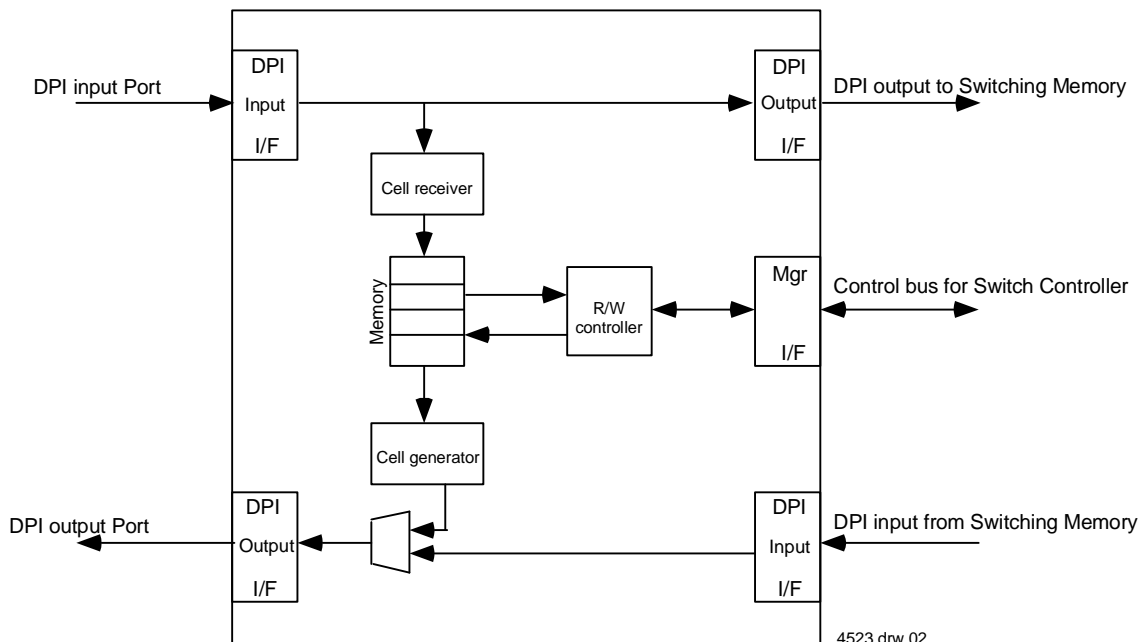 DPI input Port
DPI
Input
I/F
DPI
Output
I/F
DPI output to Switching Memory
Cell receiver
Memory
R/W
controller
Mgr
I/F
Control bus for Switch Controller
Cell generator
DPI output Port
DPI
Output
I/F
DPI
Input
I/F
DPI input from Switching Memory
4523 drw 02